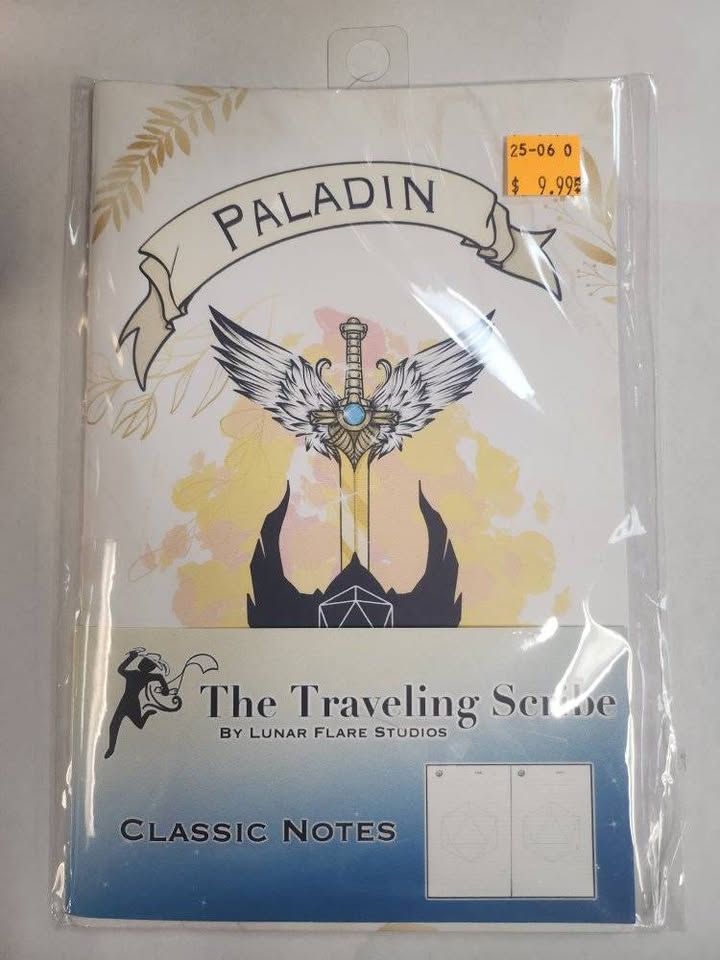 25-06 0
$ 9.99
PALADIN
The Traveling Scribe
BY LUNAR FLARE STUDIOS
CLASSIC NOTES